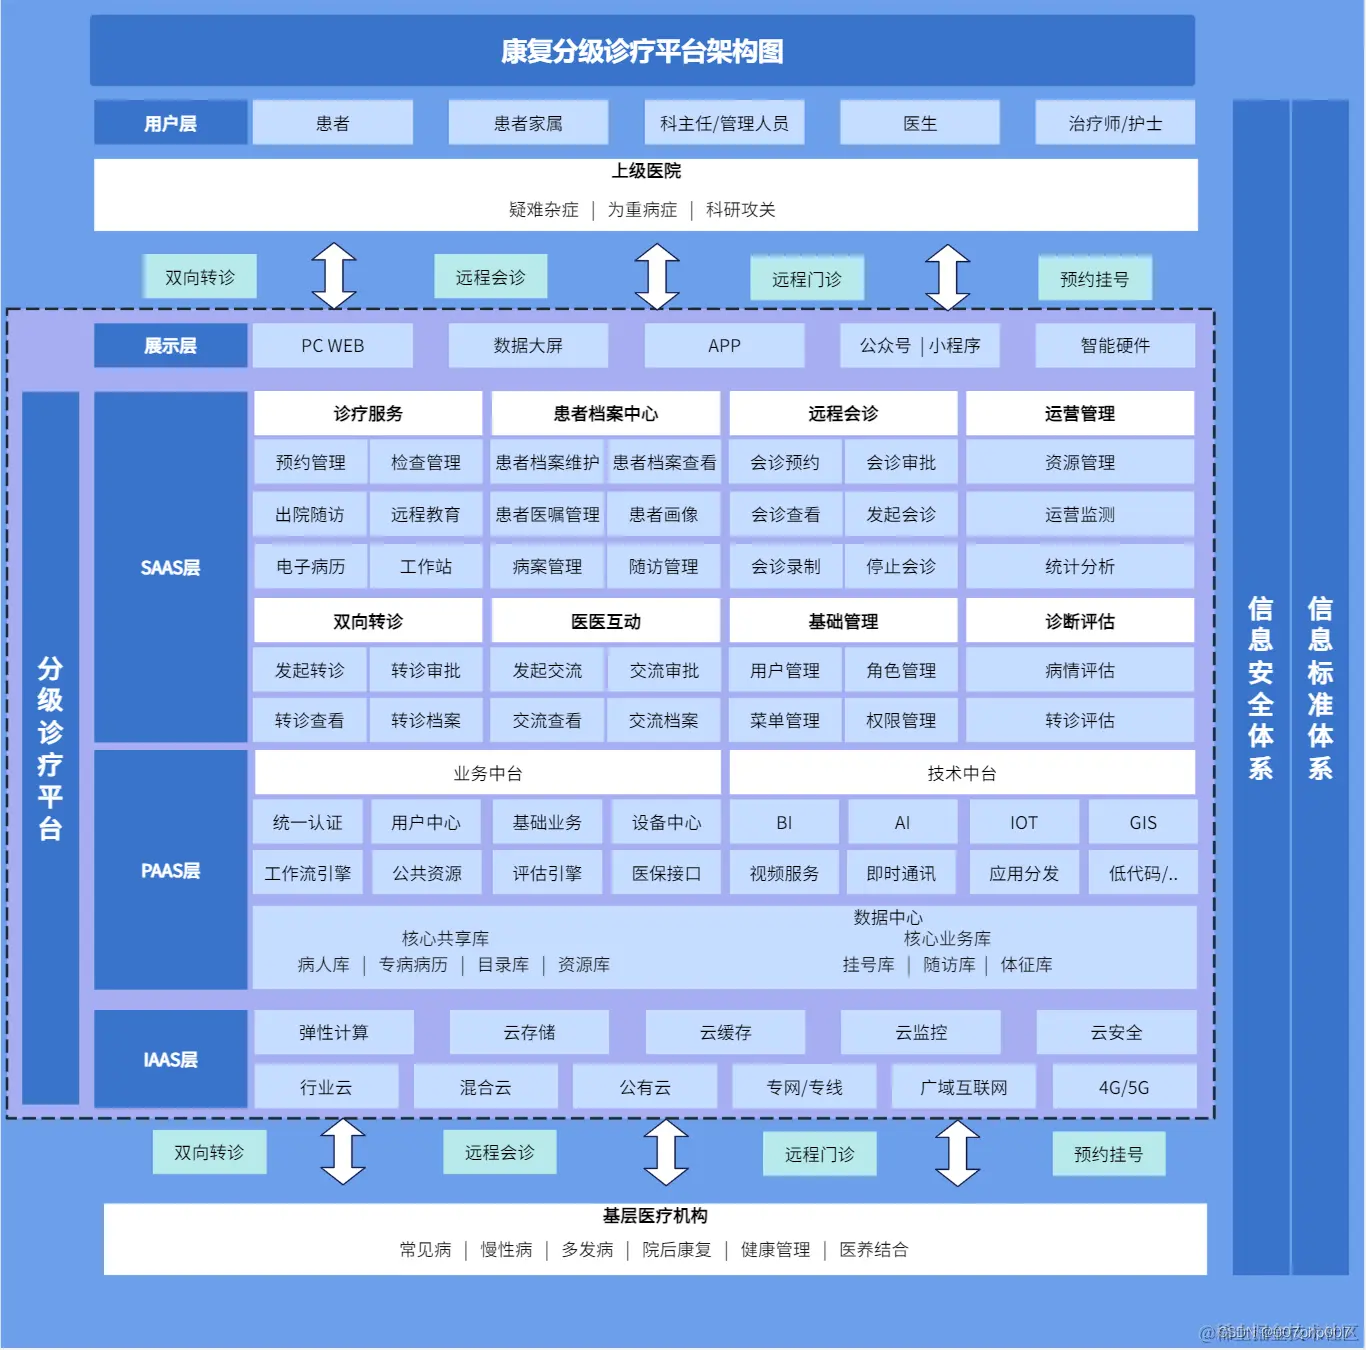 康复分级诊疗平台架构图
用户层 患者 患者家属 科主任/管理人员 医生 治疗师/护士
上级医院
疑难杂症 | 为重病症 | 科研攻关
双向转诊 远程会诊 远程门诊 预约挂号
展示层 PC WEB 数据大屏 APP 公众号 | 小程序 智能硬件
分级诊疗平台
SAAS层
诊疗服务 患者档案中心 远程会诊 运营管理
预约管理 检查管理 患者档案维护 患者档案查看 会诊预约 会诊审批 资源管理
出院随访 远程教育 患者医嘱管理 患者画像 会诊查看 发起会诊 运营监测
电子病历 工作站 病案管理 随访管理 会诊录制 停止会诊 统计分析
双向转诊 医医互动 基础管理 诊断评估
发起转诊 转诊审批 发起交流 交流审批 用户管理 角色管理 病情评估
转诊查看 转诊档案 交流查看 交流档案 菜单管理 权限管理 转诊评估
PAAS层
业务中台 技术中台
统一认证 用户中心 基础业务 设备中心 BI AI IOT GIS
工作流引擎 公共资源 评估引擎 医保接口 视频服务 即时通讯 应用分发 低代码/..
数据中心
核心共享库 核心业务库
病人库 | 专病病历 | 目录库 | 资源库 挂号库 | 随访库 | 体征库
IAAS层
弹性计算 云存储 云缓存 云监控 云安全
行业云 混合云 公有云 专网/专线 广域互联网 4G/5G
双向转诊 远程会诊 远程门诊 预约挂号
基层医疗机构
常见病 | 慢性病 | 多发病 | 院后康复 | 健康管理 | 医养结合
信息安全体系
信息标准体系